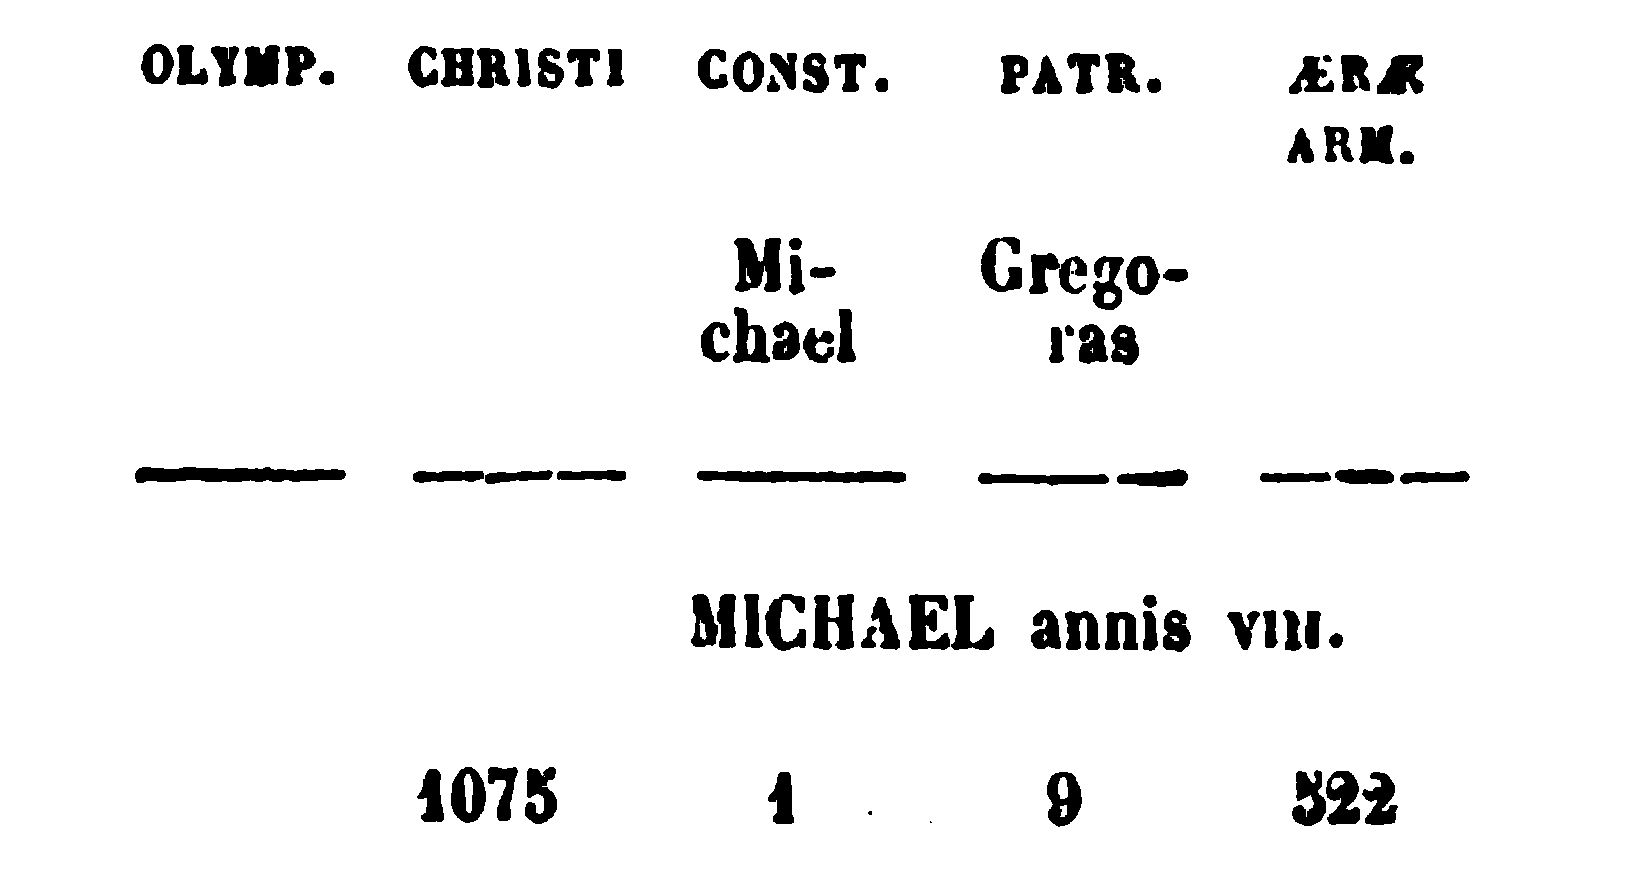 OLYMP. CHRISTI CONST. PATR. ÆRÆ
ARM.
Mi- Grego-
chael ras
MICHAEL annis VIII.
1075 1 9 522